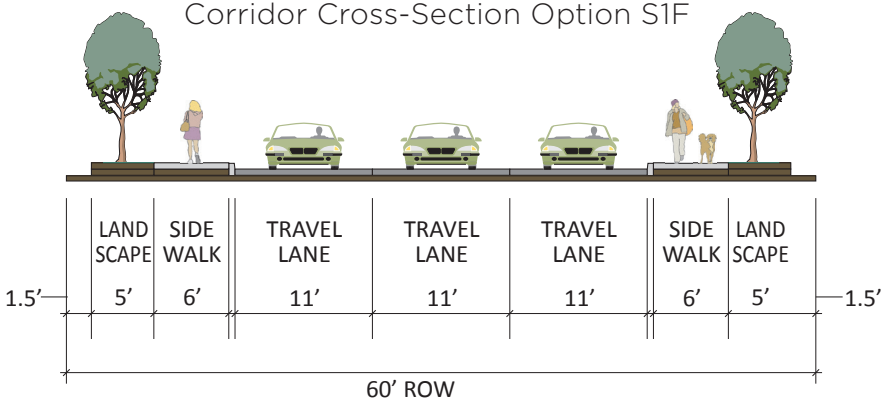 Corridor Cross-Section Option S1F
LAND SIDE TRAVEL TRAVEL TRAVEL SIDE LAND
SCAPE WALK LANE LANE LANE WALK SCAPE
1.5’ 5’ 6’ 11’ 11’ 11’ 6’ 5’ 1.5’
60’ ROW